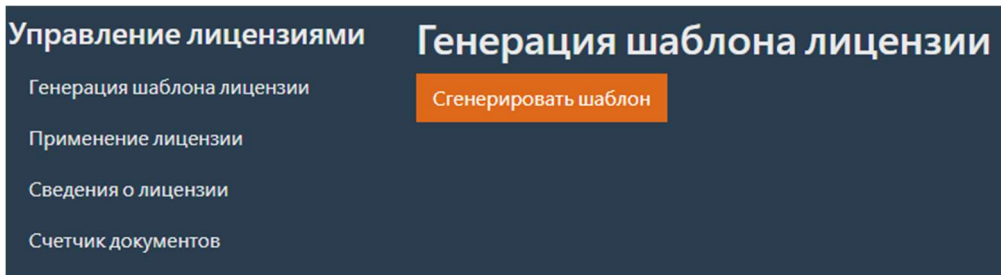 Управление лицензиями
Генерация шаблона лицензии
Применение лицензии
Сведения о лицензии
Счетчик документов
Генерация шаблона лицензии
Сгенерировать шаблон